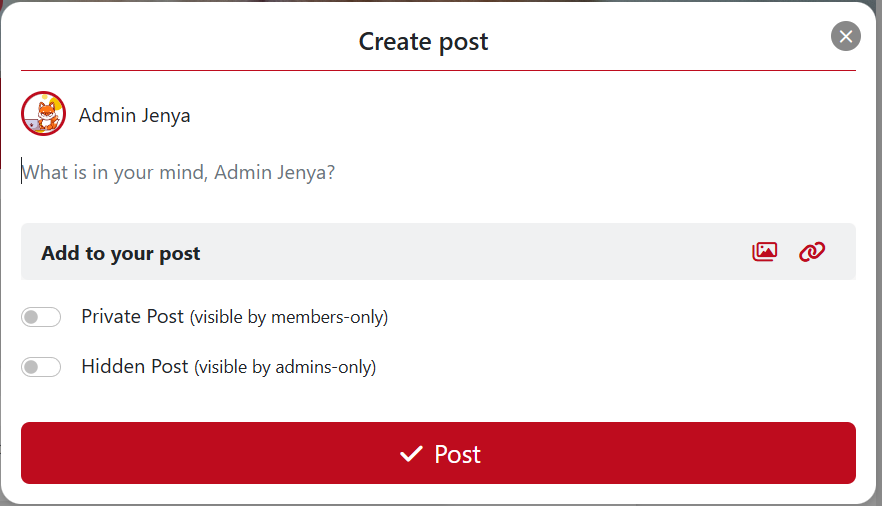 Create post
Admin Jenya
What is in your mind, Admin Jenya?
Add to your post
Private Post (visible by members-only)
Hidden Post (visible by admins-only)
Post